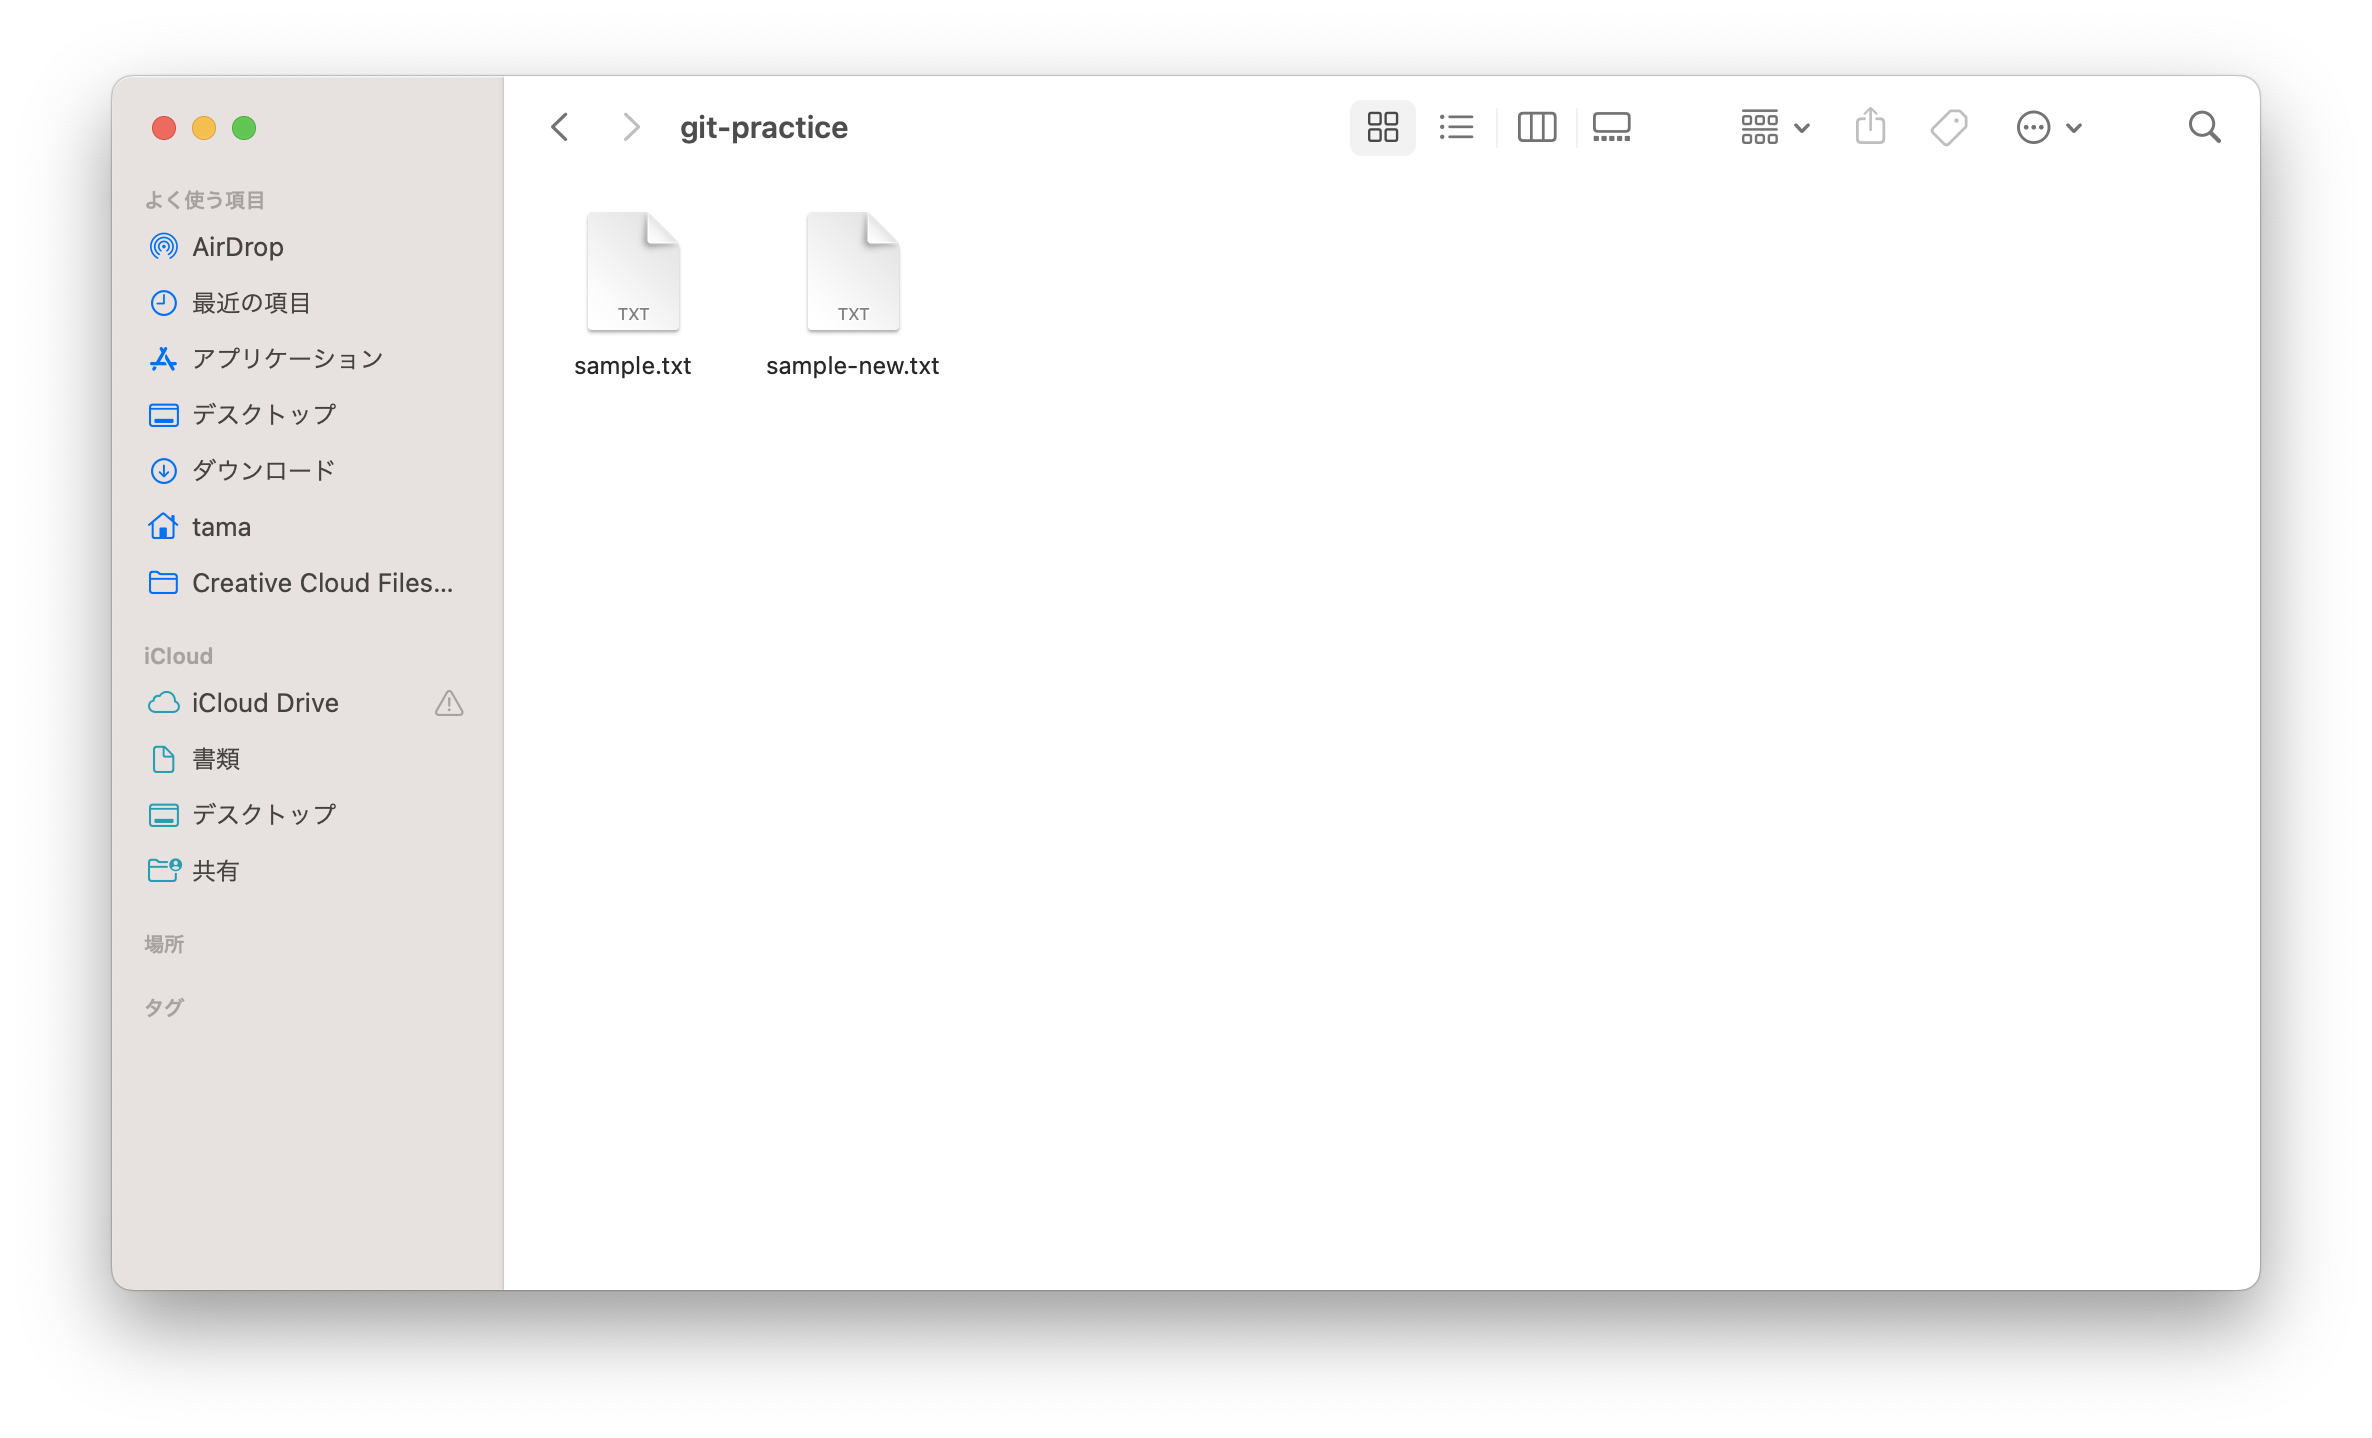 git-practice
よく使う項目
AirDrop
最近の項目
アプリケーション
デスクトップ
ダウンロード
tama
Creative Cloud Files...
iCloud
iCloud Drive
書類
デスクトップ
共有
場所
タグ
TXT
sample.txt
TXT
sample-new.txt